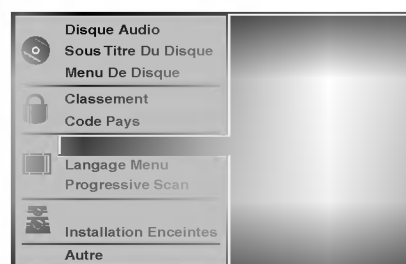 Disque Audio
Sous Titre Du Disque
Menu De Disque
Classement
Code Pays
Langage Menu
Progressive Scan
Installation Enceintes
Autre